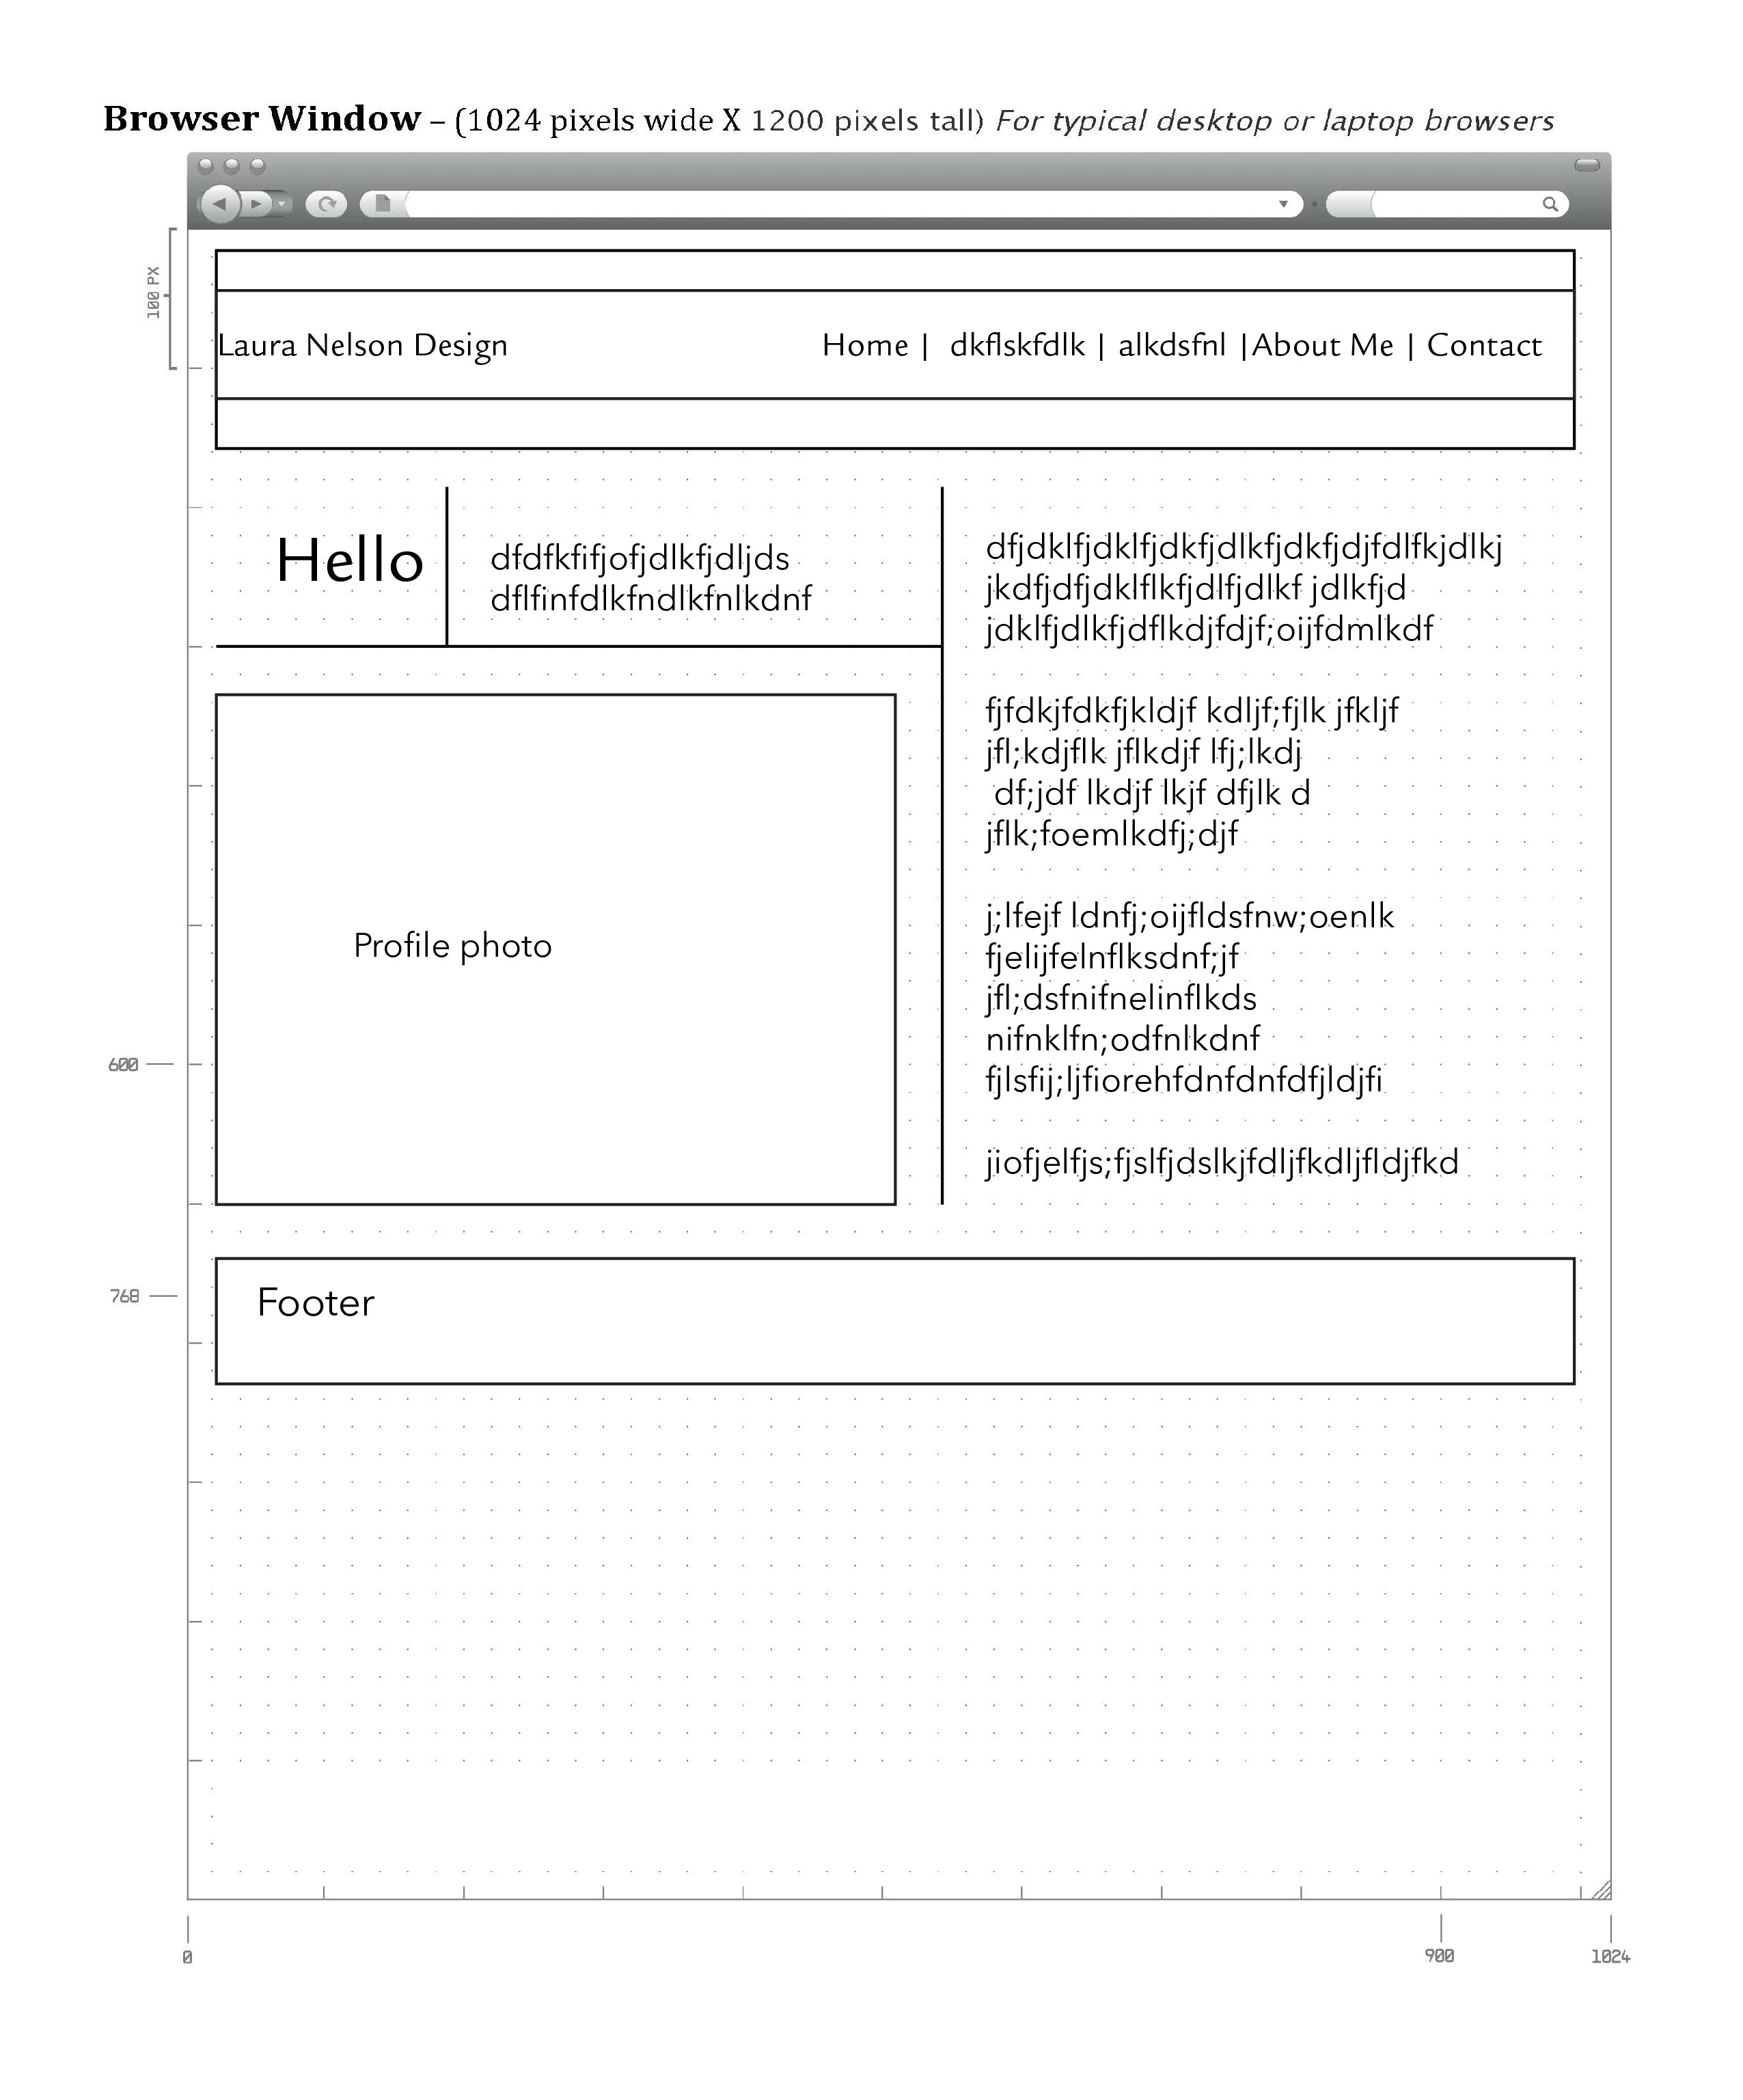 Browser Window – (1024 pixels wide X 1200 pixels tall) For typical desktop or laptop browsers
100 PX
Laura Nelson Design
Home | dkflskfdlk | alkdsfnl |About Me | Contact
Hello
dfdfkfifjofjdlkfjdljds
dflfinfdlkfndlkfnlkdnf
dfjdklfjdklfjdkfjdlkfjdkfjdjfdlfkjdlkj
jkdfjdfjdklflkfjdlfjdlkf jdlkfjd
jdklfjdlkfjdflkdjfdjf;oijfdmlkdf
fjfdkjfdkfjkldjf kdljf;fjlk jfkljf
jfl;kdjflk jflkdjf lfj;lkdj
df;jdf lkdjf lkjf dfjlk d
jflk;foemlkdfj;djf
j;lfejf ldnfj;oijfldsfnw;oenlk
fjelijfelnflksdnf;jf
jfl;dsfnifnelinflkds
nifnklfn;odfnlkdnf
fjlsfij;ljfiorehfdnfdnfdfjldjfi
jiofjelfjs;fjslfjdslkjfdljfkdljfldjfkd
Profile photo
600
768
Footer
0
900
1024